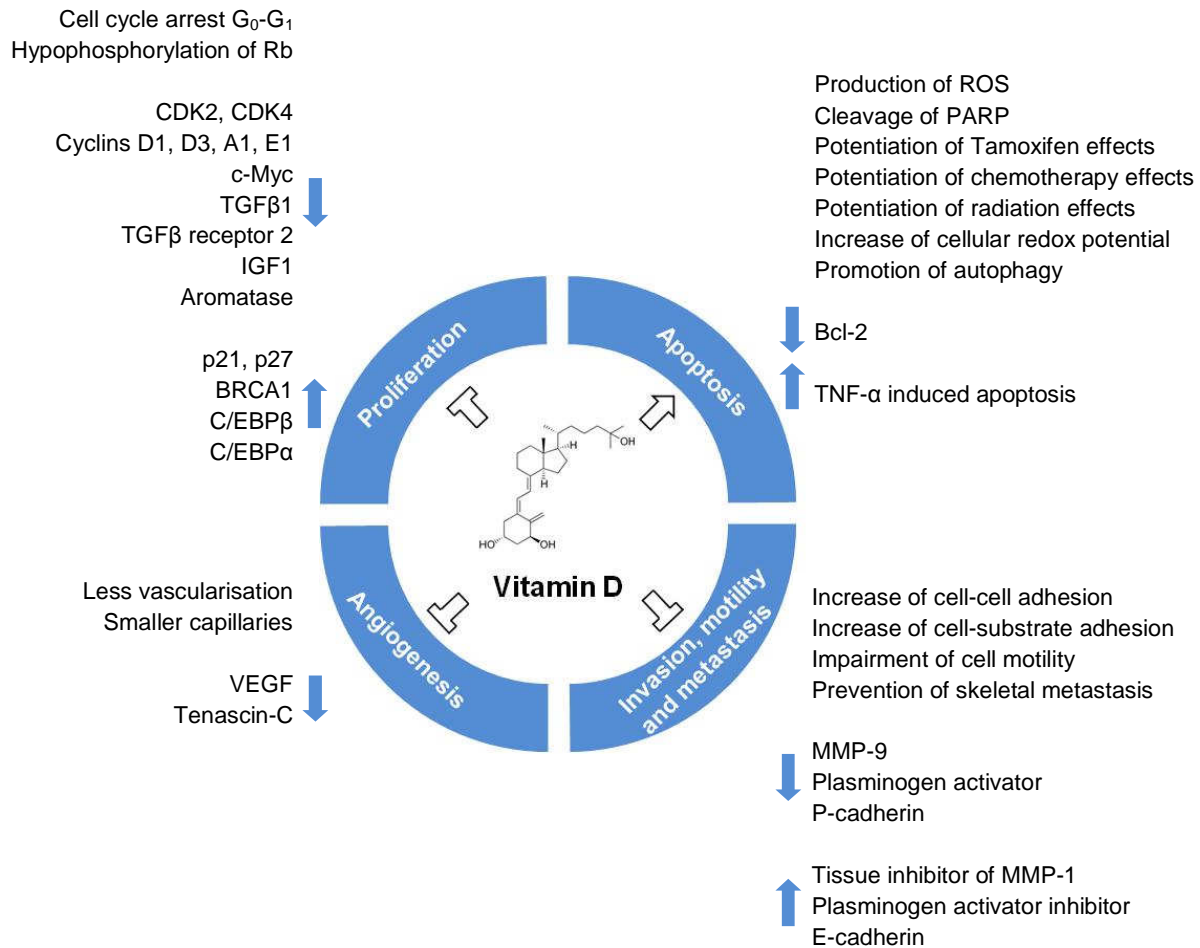 Cell cycle arrest G₀-G₁
Hypophosphorylation of Rb
CDK2, CDK4
Cyclins D1, D3, A1, E1
c-Myc
TGFβ1
TGFβ receptor 2
IGF1
Aromatase
p21, p27
BRCA1
C/EBPβ
C/EBPα
Proliferation
Production of ROS
Cleavage of PARP
Potentiation of Tamoxifen effects
Potentiation of chemotherapy effects
Potentiation of radiation effects
Increase of cellular redox potential
Promotion of autophagy
Bcl-2
TNF-α induced apoptosis
Apoptosis
H
OH
H
HO
OH
Vitamin D
Less vascularisation
Smaller capillaries
VEGF
Tenascin-C
Angiogenesis
Invasion, motility
and metastasis
Increase of cell-cell adhesion
Increase of cell-substrate adhesion
Impairment of cell motility
Prevention of skeletal metastasis
MMP-9
Plasminogen activator
P-cadherin
Tissue inhibitor of MMP-1
Plasminogen activator inhibitor
E-cadherin